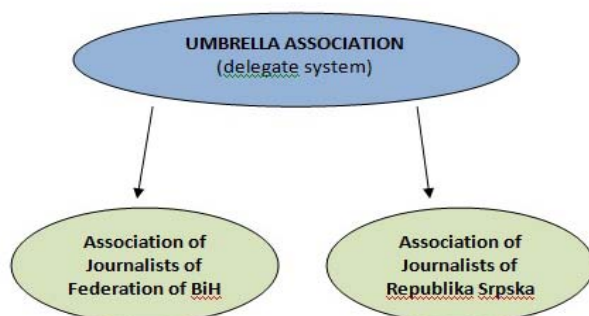 UMBRELLA ASSOCIATION
(delegate system)
Association of
Journalists of
Federation of BiH
Association of
Journalists of
Republika Srpska